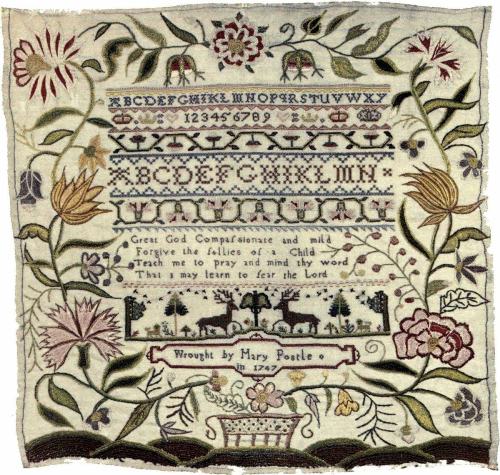 ABCDEFGHIKLMNOPQRSTUVWXY
123456789 XIX
ABCDEFGHIKLMN
Great God Compassionate and mild
Forgive the follies of a Child
Teach me to pray and mind thy word
That I may learn to fear the Lord
Wrought by Mary Postle
in 1747